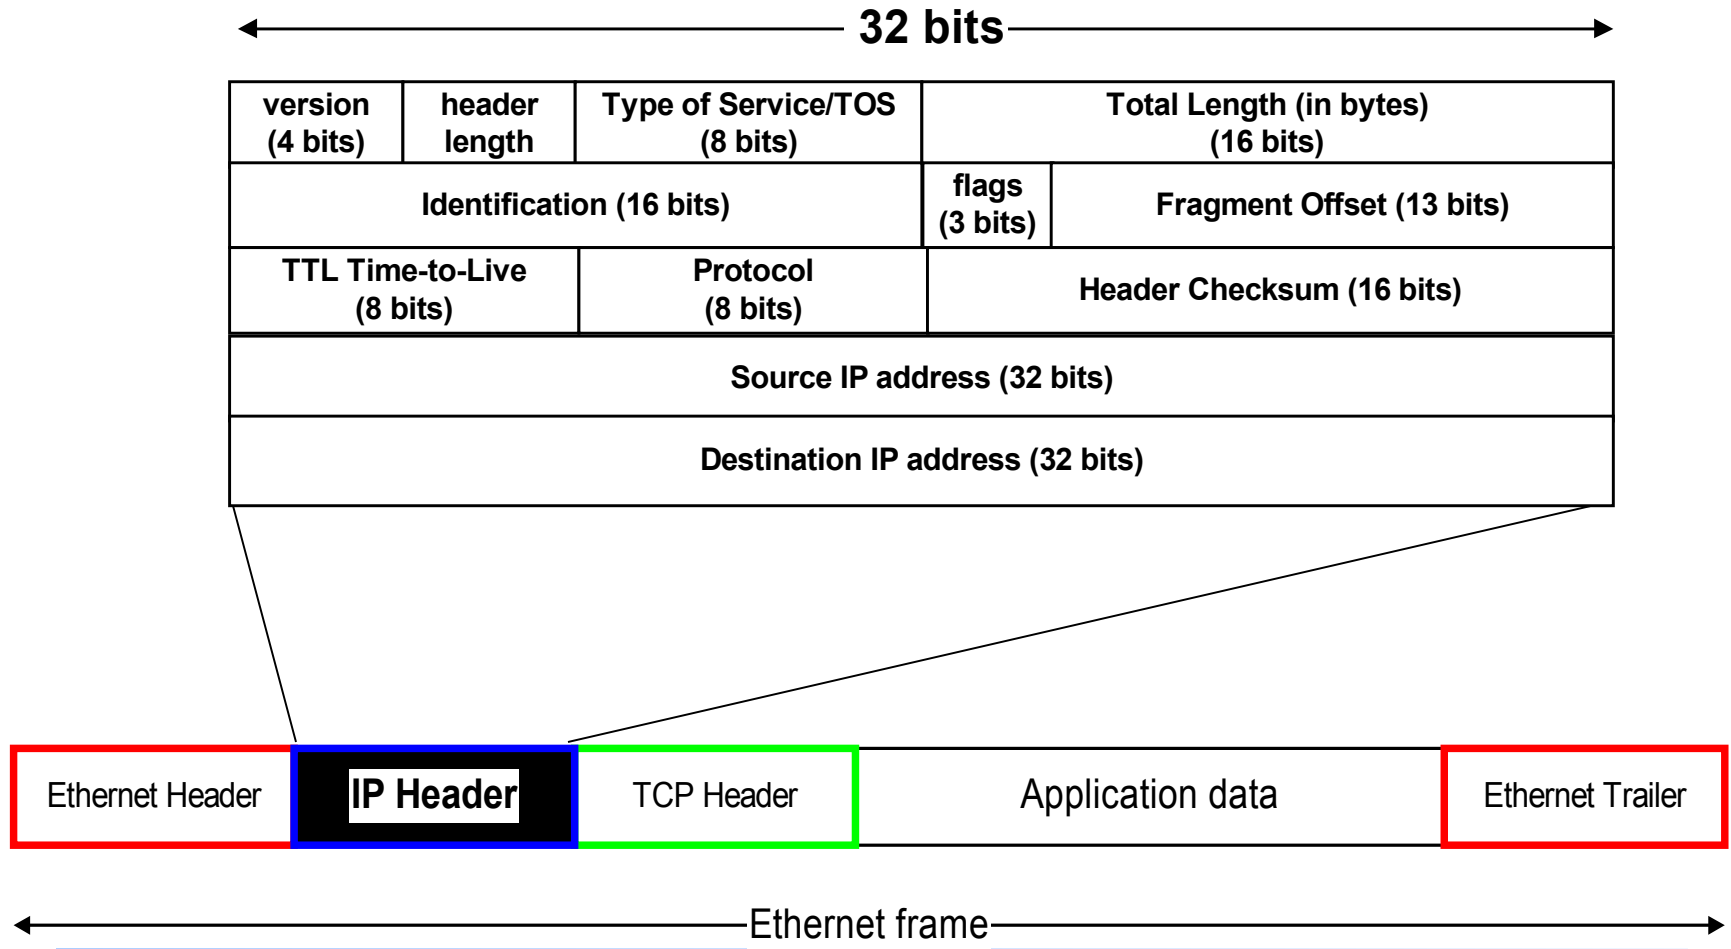 32 bits
version
(4 bits)
header
length
Type of Service/TOS
(8 bits)
Total Length (in bytes)
(16 bits)
Identification (16 bits)
flags
(3 bits)
Fragment Offset (13 bits)
TTL Time-to-Live
(8 bits)
Protocol
(8 bits)
Header Checksum (16 bits)
Source IP address (32 bits)
Destination IP address (32 bits)
Ethernet Header
IP Header
TCP Header
Application data
Ethernet Trailer
Ethernet frame